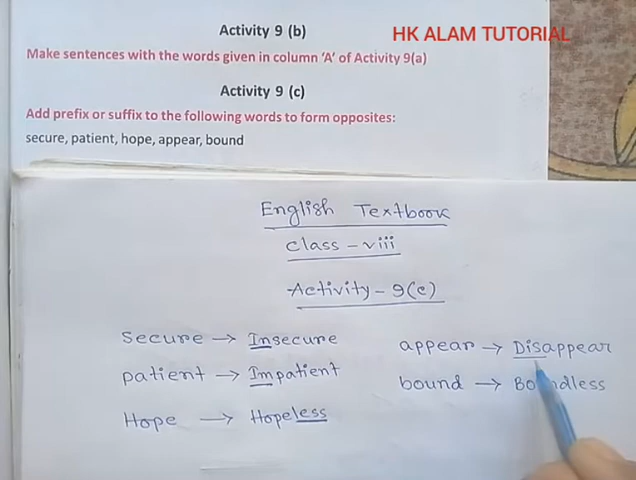 Activity 9 (b)
HK ALAM TUTORIAL
Make sentences with the words given in column 'A' of Activity 9(a)
Activity 9 (c)
Add prefix or suffix to the following words to form opposites:
secure, patient, hope, appear, bound
English Textbook
Class - viii
Activity - 9(c)
Secure → Insecure
patient → Impatient
Hope → Hopeless
appear → Disappear
bound → Boundless